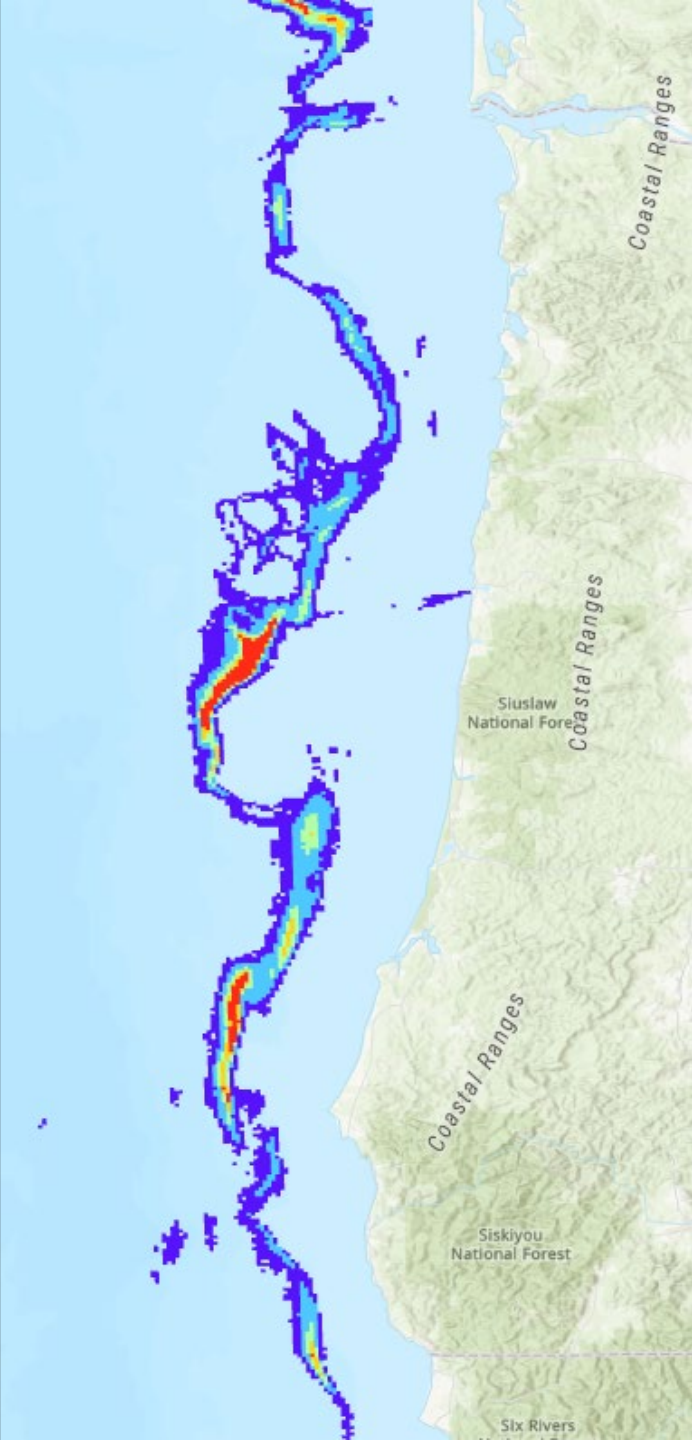 Coastal Ranges
Coastal Ranges
Siuslaw
National Fore
Coastal Ranges
Siskiyou
National Forest
Six Rivers